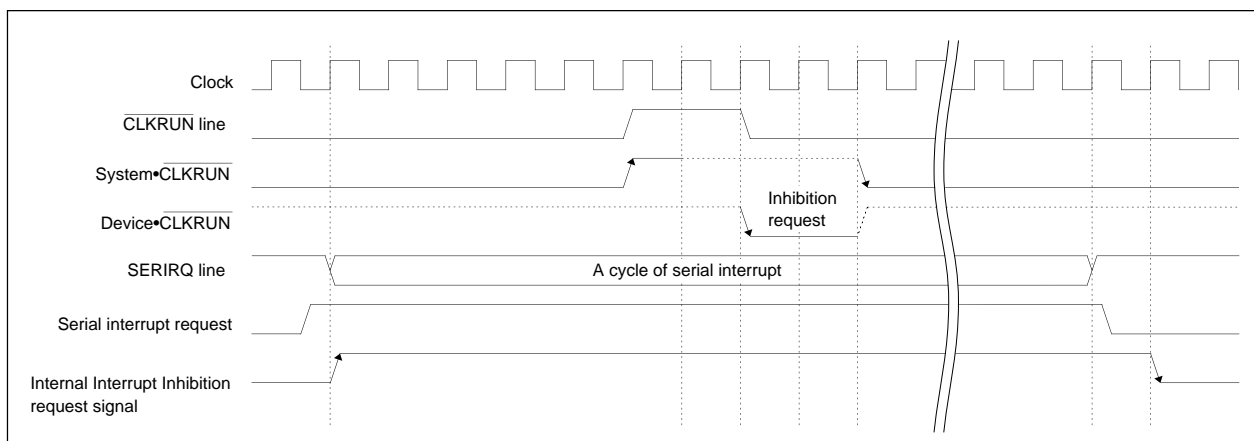 Clock
CLKRUN line
System•CLKRUN
Inhibition
request
Device•CLKRUN
SERIRQ line
A cycle of serial interrupt
Serial interrupt request
Internal Interrupt Inhibition
request signal